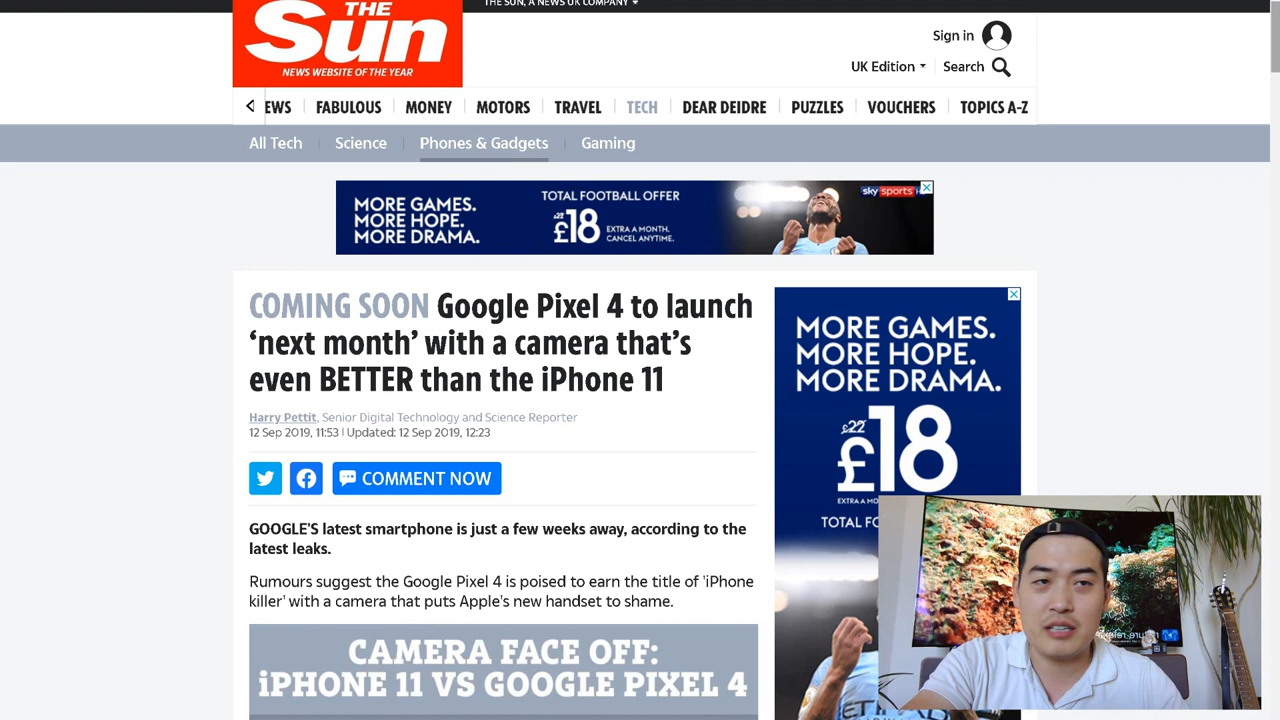 THE SUN, A NEWS UK COMPANY
THE
Sun
NEWS WEBSITE OF THE YEAR
Sign in
UK Edition
Search
EWS
FABULOUS
MONEY
MOTORS
TRAVEL
TECH
DEAR DEIDRE
PUZZLES
VOUCHERS
TOPICS A-Z
All Tech
Science
Phones & Gadgets
Gaming
MORE GAMES.
MORE HOPE.
MORE DRAMA.
TOTAL FOOTBALL OFFER
£22
£18
EXTRA A MONTH.
CANCEL ANYTIME.
sky sports
COMING SOON Google Pixel 4 to launch
‘next month’ with a camera that’s
even BETTER than the iPhone 11
Harry Pettit, Senior Digital Technology and Science Reporter
12 Sep 2019, 11:53 | Updated: 12 Sep 2019, 12:23
COMMENT NOW
GOOGLE'S latest smartphone is just a few weeks away, according to the
latest leaks.
Rumours suggest the Google Pixel 4 is poised to earn the title of 'iPhone
killer' with a camera that puts Apple's new handset to shame.
CAMERA FACE OFF:
iPHONE 11 VS GOOGLE PIXEL 4
MORE GAMES.
MORE HOPE.
MORE DRAMA.
£22
£18
EXTRA A MO
TOTAL FO